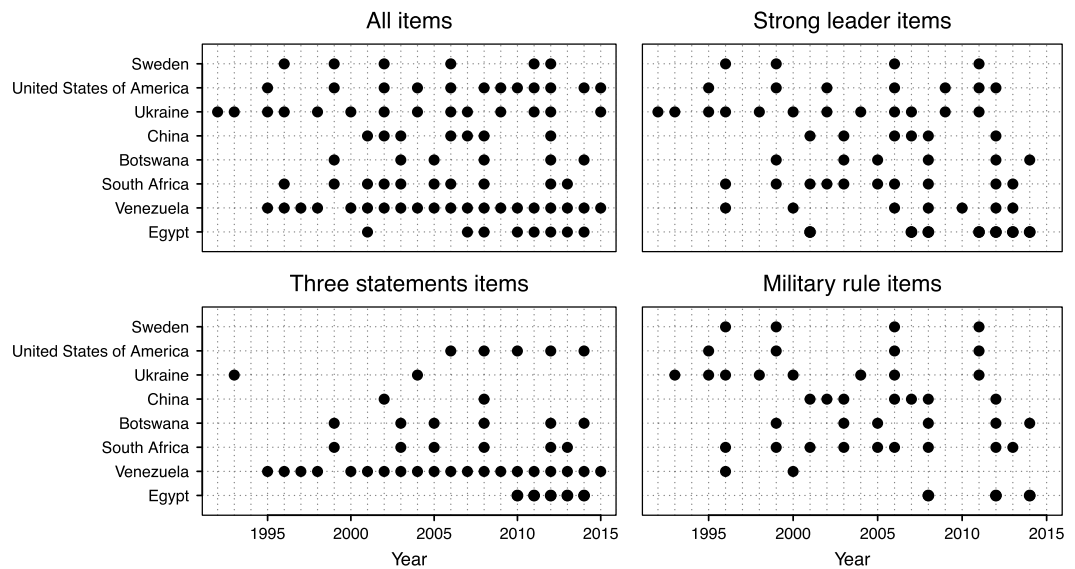 All items
Strong leader items
Sweden
United States of America
Ukraine
China
Botswana
South Africa
Venezuela
Egypt
Three statements items
Military rule items
Sweden
United States of America
Ukraine
China
Botswana
South Africa
Venezuela
Egypt
1995 2000 2005 2010 2015
1995 2000 2005 2010 2015
Year
Year